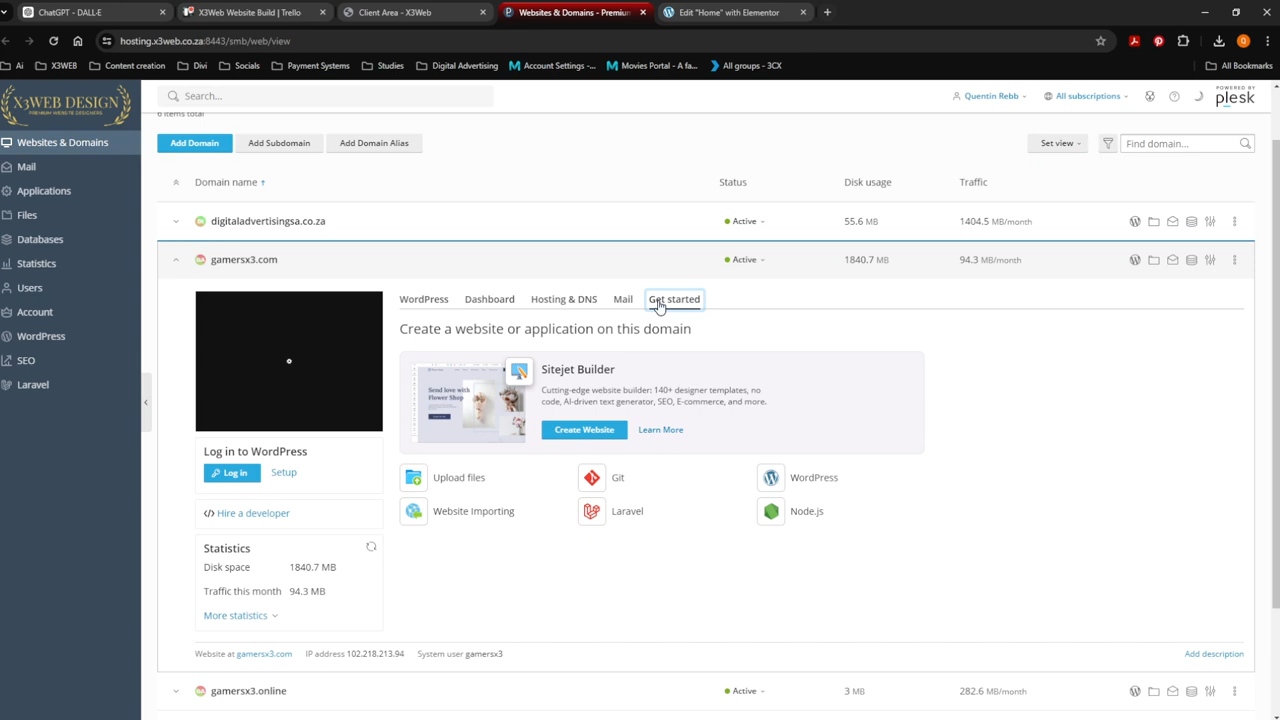 ChatGPT - DALL-E
X3Web Website Build | Trello
Client Area - X3Web
Websites & Domains - Premium
Edit "Home" with Elementor
hosting.x3web.co.za:8443/smb/web/view
Ai
X3WEB
Content creation
Divi
Socials
Payment Systems
Studies
Digital Advertising
Account Setting -...
Movies Portal - A fa...
All groups - 3CX
All Bookmarks
X3WEB DESIGN
PREMIUM WEBSITE DESIGNERS
Search...
Quentin Rebb
All subscriptions
POWERED BY
plesk
6 items total
Websites & Domains
Mail
Applications
Files
Databases
Statistics
Users
Account
WordPress
SEO
Laravel
Add Domain
Add Subdomain
Add Domain Alias
Set view
Find domain...
Domain name ↑
Status
Disk usage
Traffic
digitaladvertisingsa.co.za
Active
55.6 MB
1404.5 MB/month
gamersx3.com
Active
1840.7 MB
94.3 MB/month
WordPress
Dashboard
Hosting & DNS
Mail
Get started
Create a website or application on this domain
Send love with
Flower Shop
Sitejet Builder
Cutting-edge website builder: 140+ designer templates, no
code, AI-driven text generator, SEO, E-commerce, and more.
Create Website
Learn More
Upload files
Git
WordPress
Website Importing
Laravel
Node.js
Log in to WordPress
Log in
Setup
</> Hire a developer
Statistics
Disk space 1840.7 MB
Traffic this month 94.3 MB
More statistics
Website at gamersx3.com
IP address 102.218.213.94
System user gamersx3
Add description
gamersx3.online
Active
3 MB
282.6 MB/month